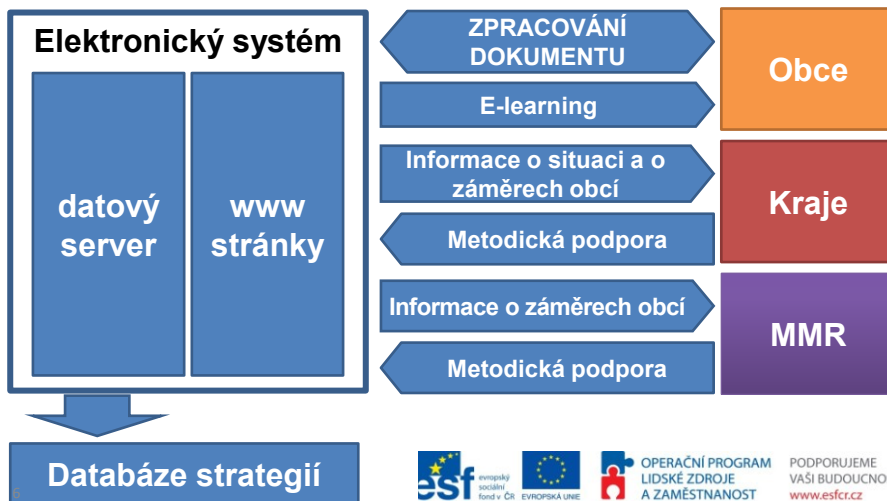 Elektronický systém
datový
server
www
stránky
ZPRACOVÁNÍ
DOKUMENTU
E-learning
Obce
Informace o situaci a o
záměrech obcí
Metodická podpora
Kraje
Informace o záměrech obcí
Metodická podpora
MMR
Databáze strategií
6
esf
evropský
sociální
fond v ČR
EVROPSKÁ UNIE
OPERAČNÍ PROGRAM
LIDSKÉ ZDROJE
A ZAMĚSTNANOST
PODPORUJEME
VAŠI BUDOUCNO
www.esfcr.cz